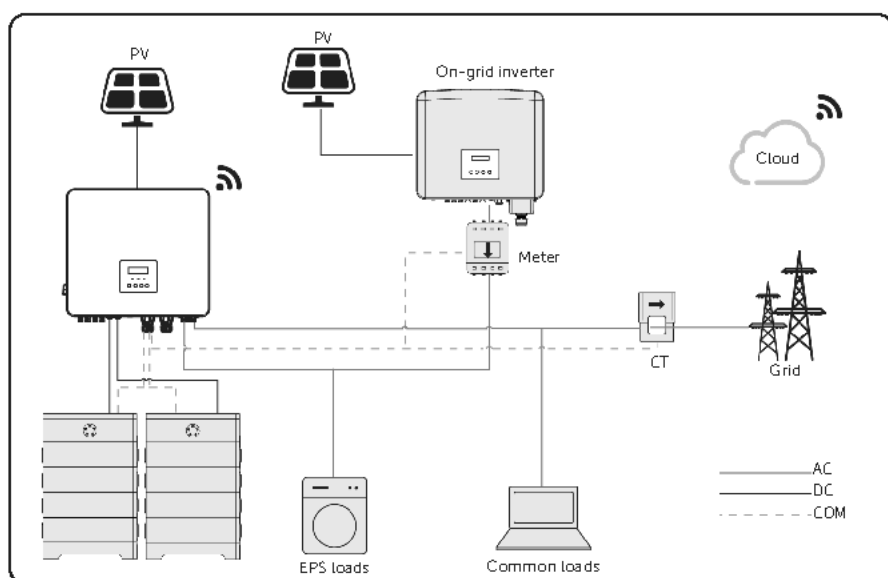 PV
PV
On-grid inverter
Cloud
Meter
CT
Grid
AC
DC
COM
EPS loads
Common loads